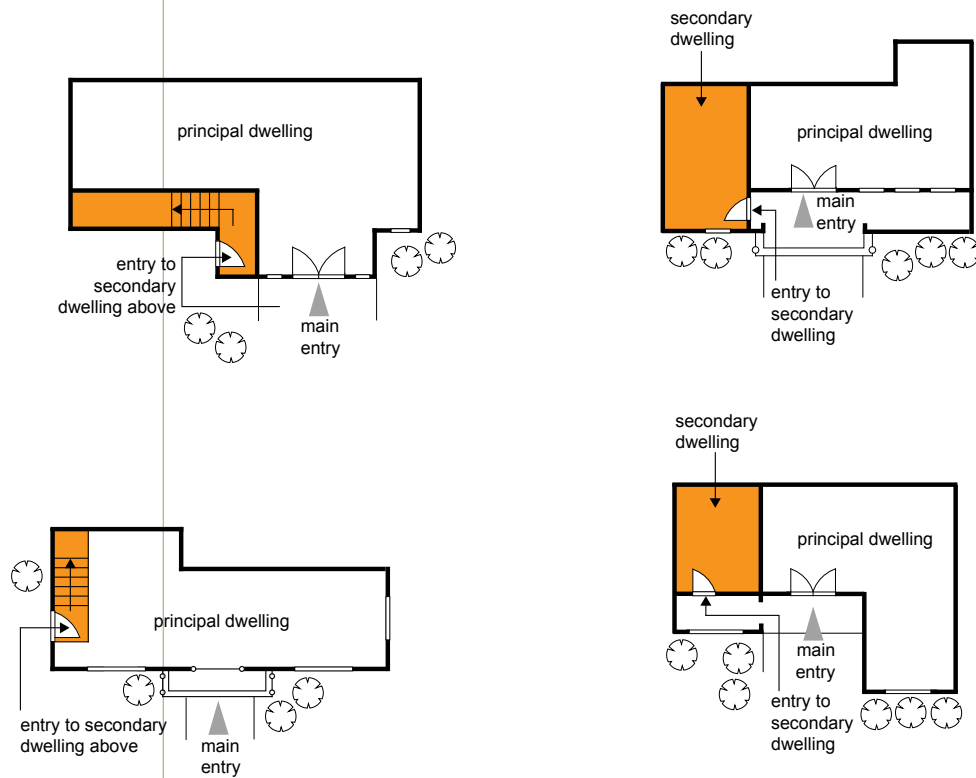 principal dwelling
entry to
secondary
dwelling above
main
entry
secondary
dwelling
principal dwelling
main
entry
entry to
secondary
dwelling
principal dwelling
entry to secondary
dwelling above
main
entry
secondary
dwelling
principal dwelling
main
entry
entry to
secondary
dwelling